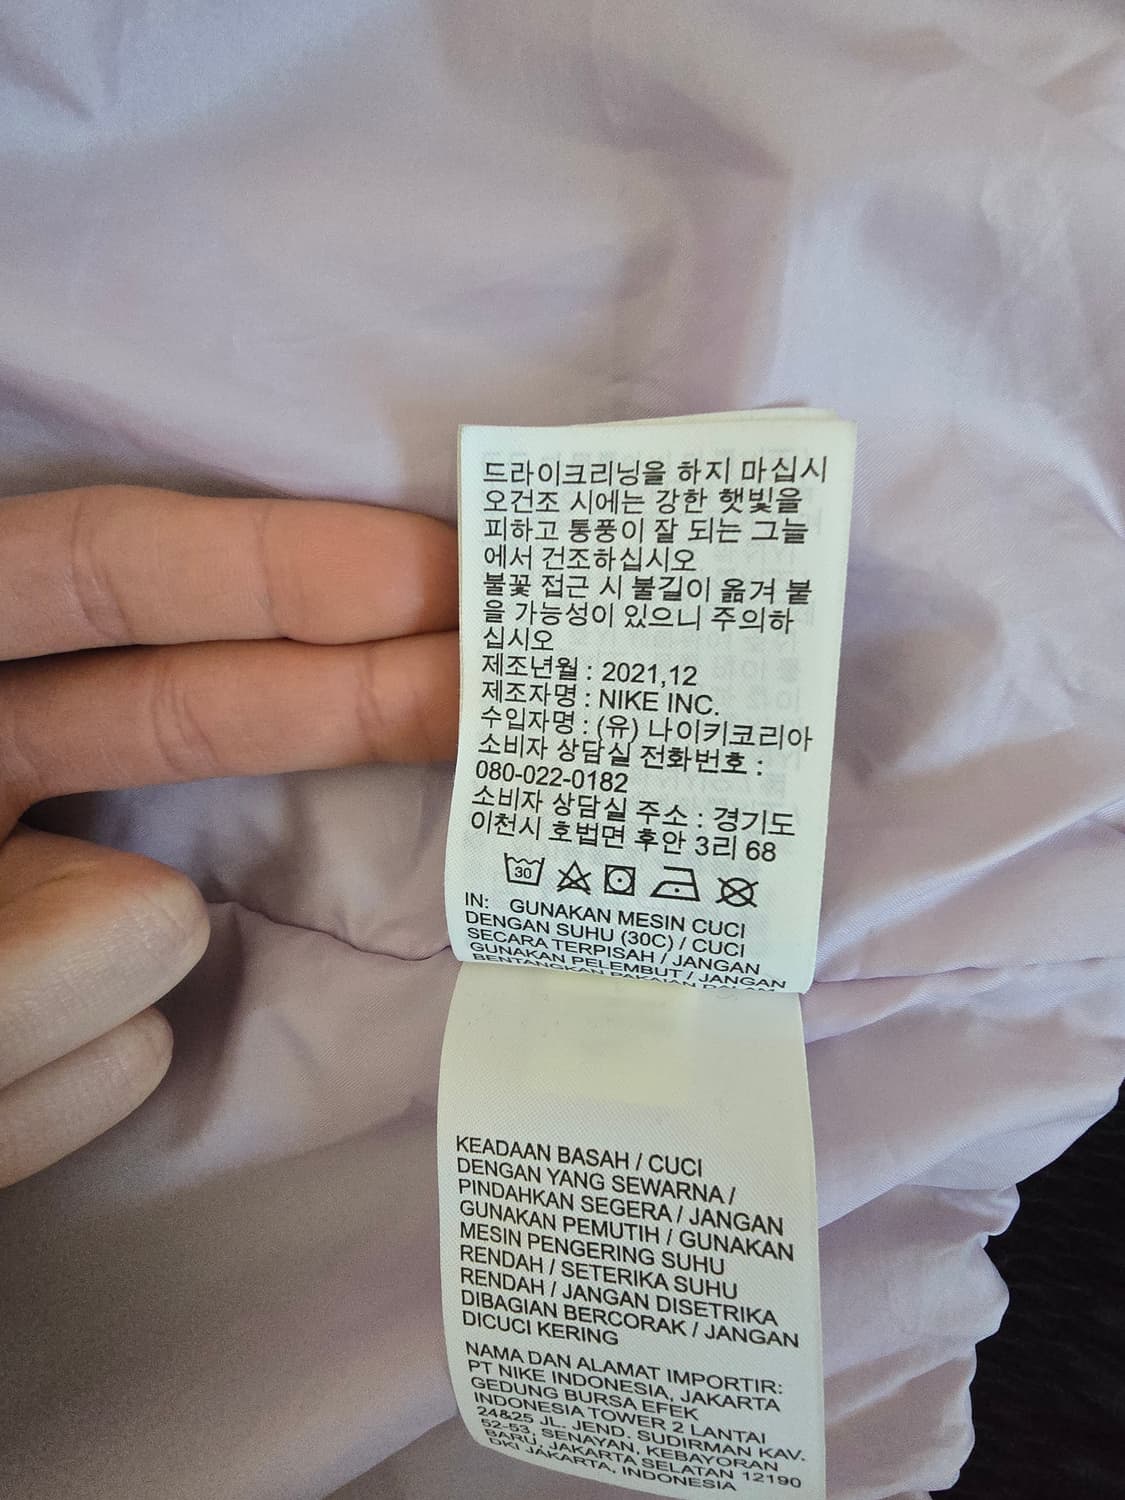 드라이크리닝을 하지 마십시
오건조 시에는 강한 햇빛을
피하고 통풍이 잘 되는 그늘
에서 건조하십시오
불꽃 접근 시 불길이 옮겨 붙
을 가능성이 있으니 주의하
십시오
제조년월 : 2021,12
제조자명 : NIKE INC.
수입자명 : (유) 나이키코리아
소비자 상담실 전화번호 :
080-022-0182
소비자 상담실 주소 : 경기도
이천시 호법면 후안 3리 68
30
IN: GUNAKAN MESIN CUCI
DENGAN SUHU (30C) / CUCI
SECARA TERPISAH / JANGAN
GUNAKAN PELEMBUT / JANGAN
BENTANGKAN PAKAIAN DALAM
KEADAAN BASAH / CUCI
DENGAN YANG SEWARNA /
PINDAHKAN SEGERA / JANGAN
GUNAKAN PEMUTIH / GUNAKAN
MESIN PENGERING SUHU
RENDAH / SETERIKA SUHU
RENDAH / JANGAN DISETRIKA
DIBAGIAN BERCORAK / JANGAN
DICUCI KERING
NAMA DAN ALAMAT IMPORTIR:
PT NIKE INDONESIA, JAKARTA
GEDUNG BURSA EFEK
INDONESIA TOWER 2 LANTAI
24&25 JL. JEND. SUDIRMAN KAV.
52-53, SENAYAN, KEBAYORAN
BARU, JAKARTA SELATAN 12190
DKI JAKARTA, INDONESIA